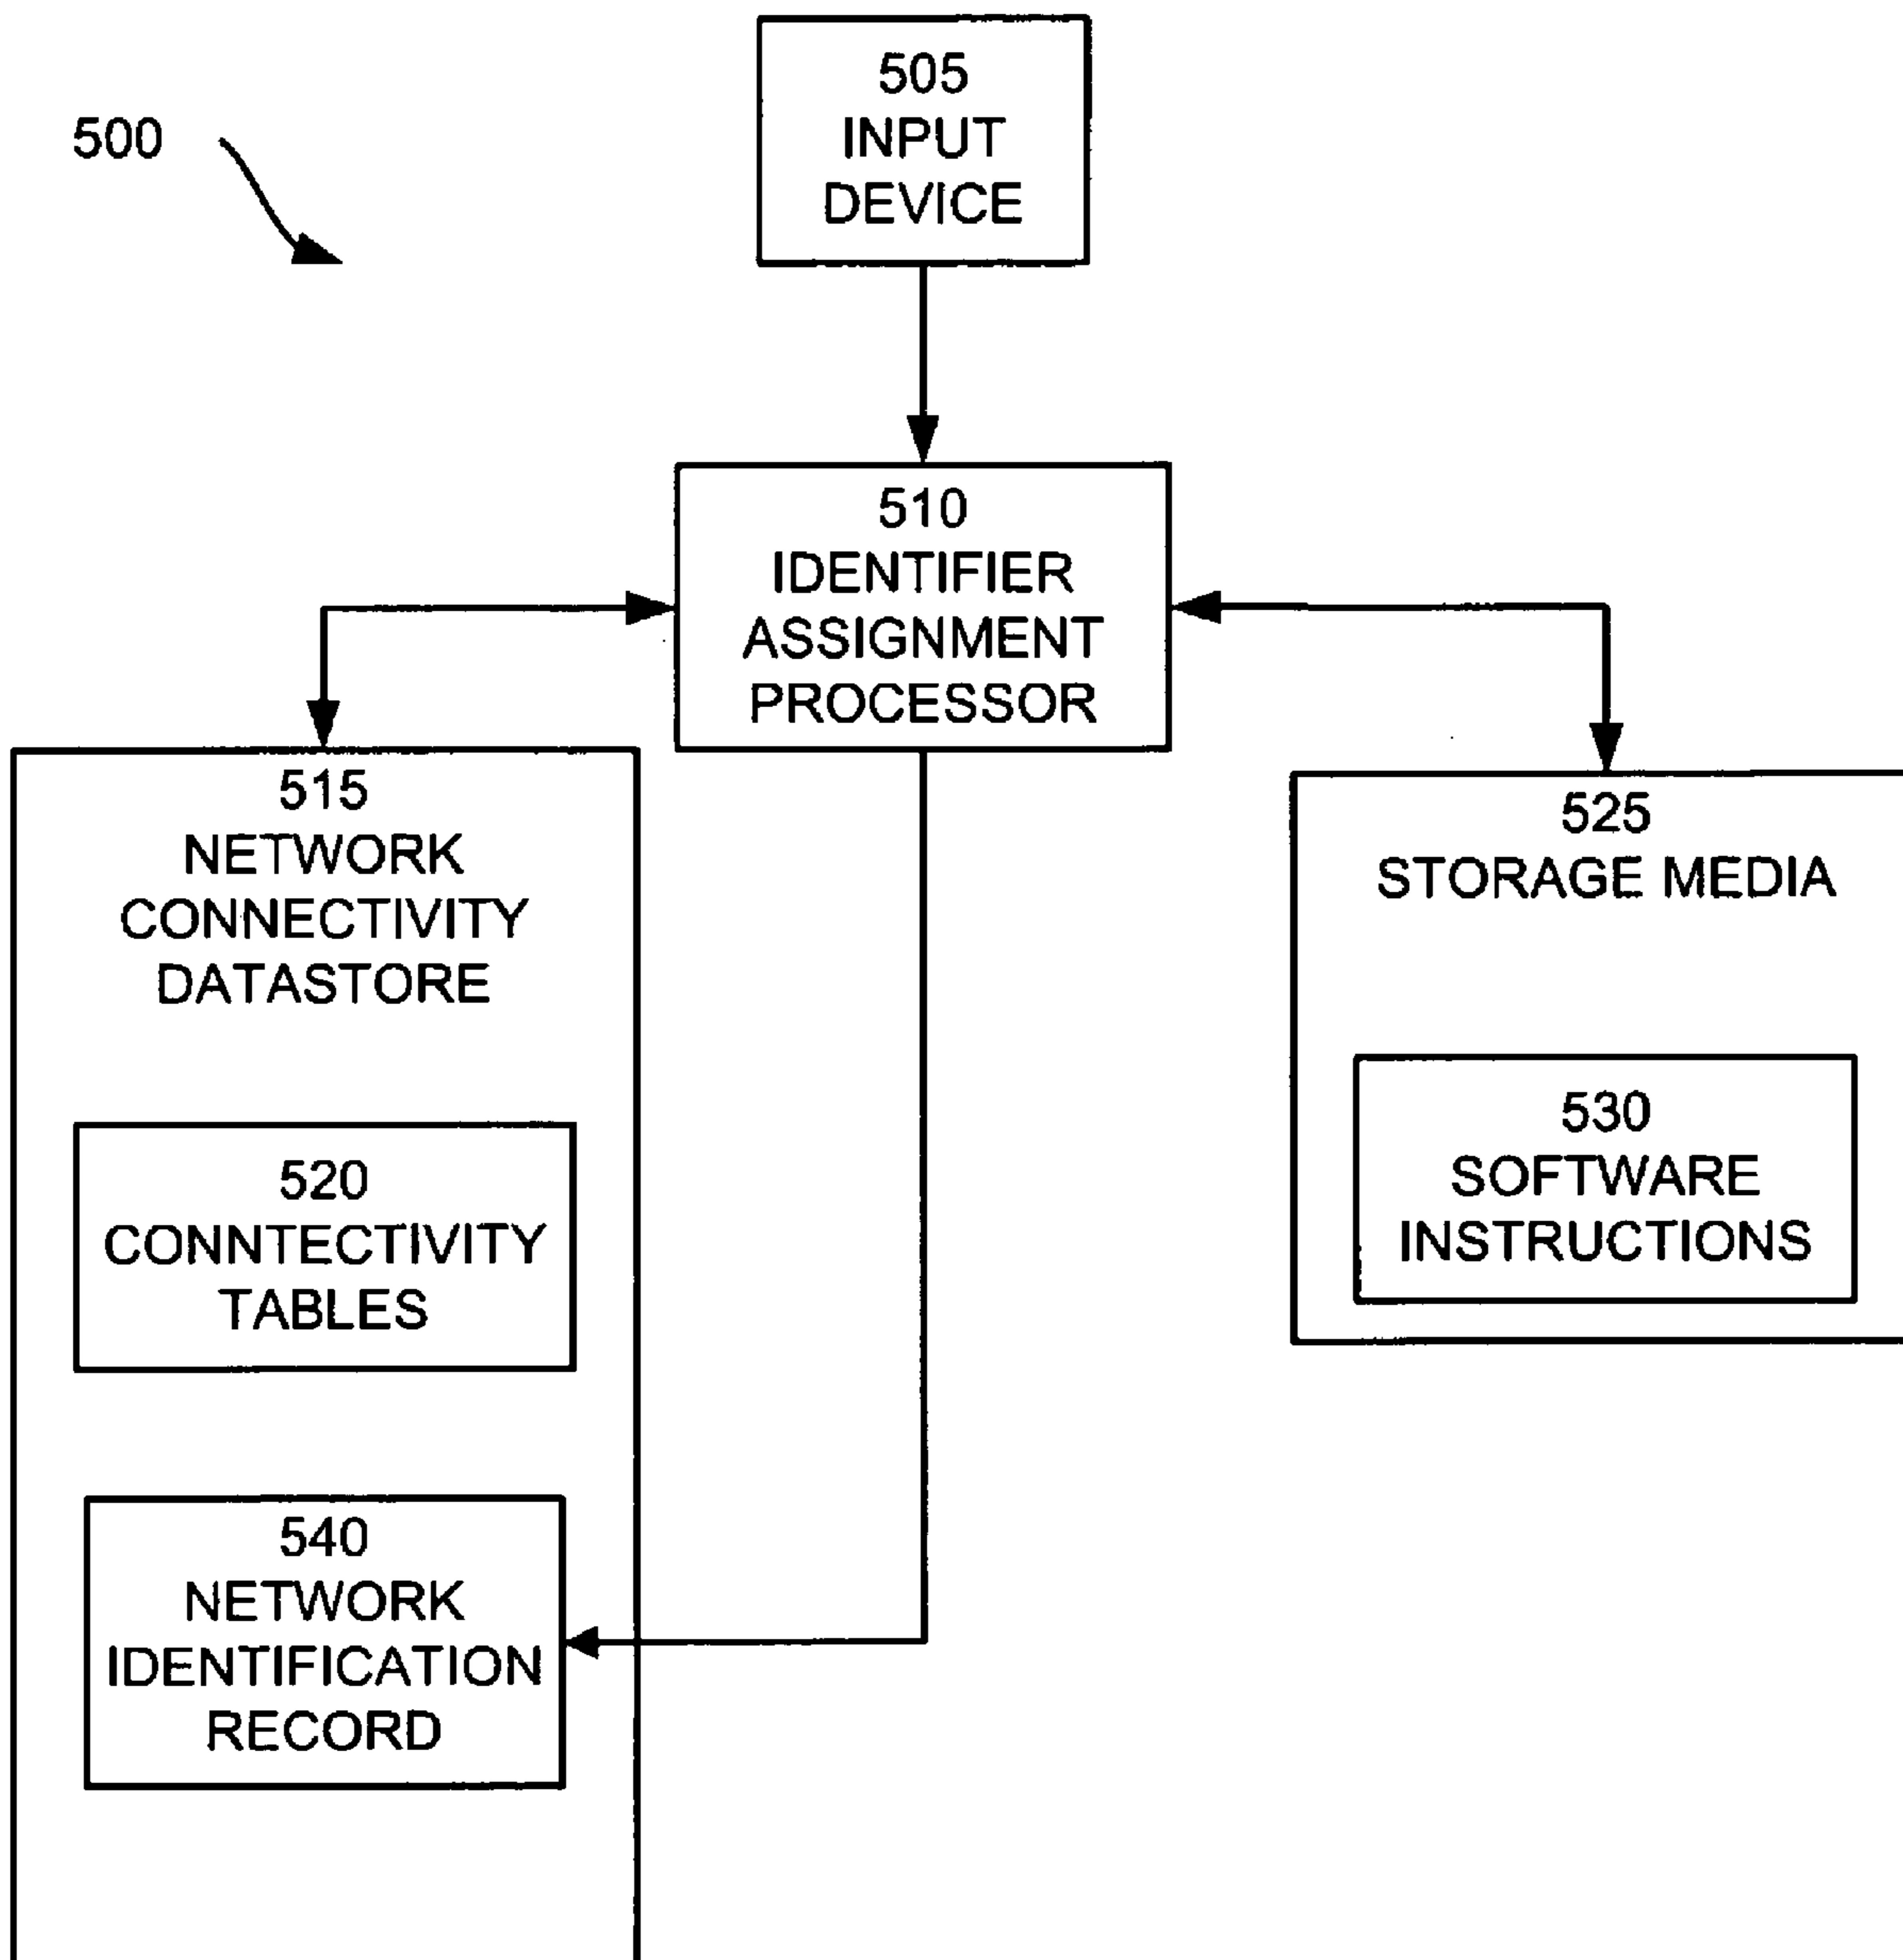 500
505
INPUT
DEVICE
510
IDENTIFIER
ASSIGNMENT
PROCESSOR
515
NETWORK
CONNECTIVITY
DATASTORE
520
CONNTECTIVITY
TABLES
540
NETWORK
IDENTIFICATION
RECORD
525
STORAGE MEDIA
530
SOFTWARE
INSTRUCTIONS